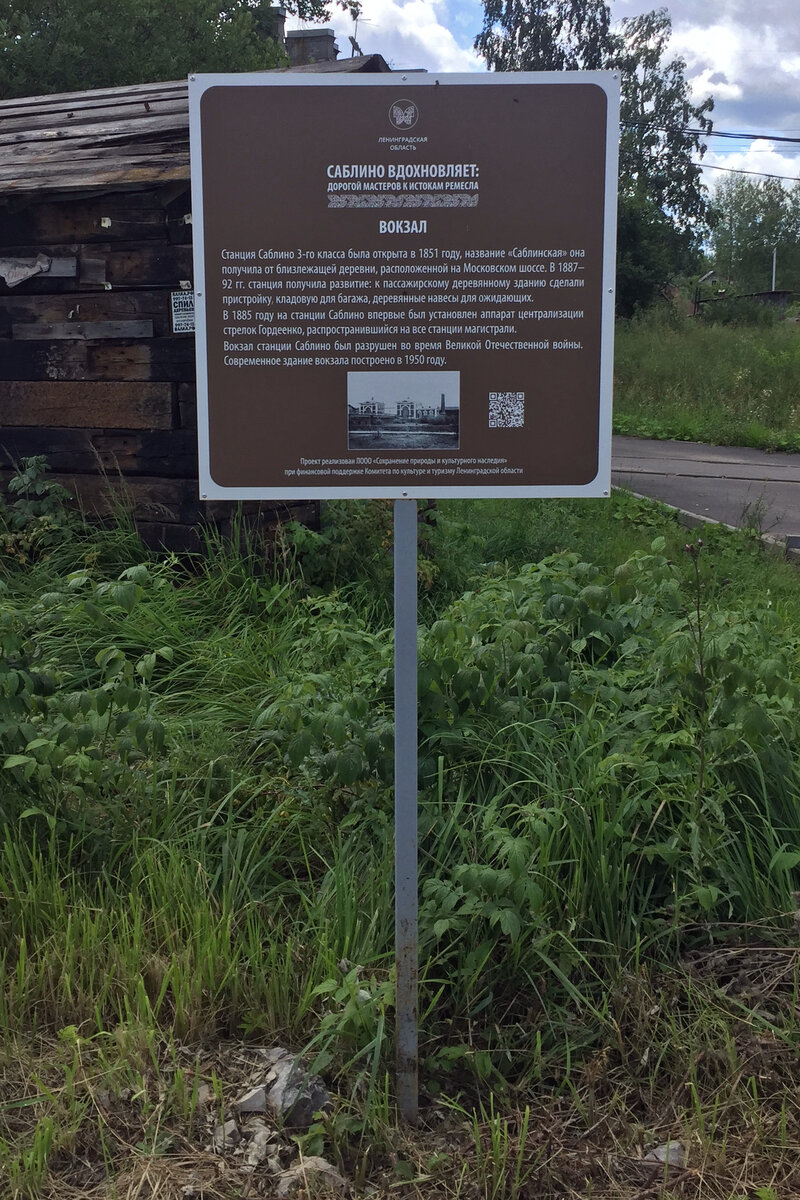 ЛЕНИНГРАДСКАЯ
ОБЛАСТЬ
САБЛИНО ВДОХНОВЛЯЕТ:
ДОРОГОЙ МАСТЕРОВ К ИСТОКАМ РЕМЕСЛА
ВОКЗАЛ
Станция Саблино 3-го класса была открыта в 1851 году, название «Саблинская» она
получила от близлежащей деревни, расположенной на Московском шоссе. В 1887–
92 гг. станция получила развитие: к пассажирскому деревянному зданию сделали
пристройку, кладовую для багажа, деревянные навесы для ожидающих.
В 1885 году на станции Саблино впервые был установлен аппарат централизации
стрелок Гордеенко, распространившийся на все станции магистрали.
Вокзал станции Саблино был разрушен во время Великой Отечественной войны.
Современное здание вокзала построено в 1950 году.
Проект реализован ПООО «Сохранение природы и культурного наследия»
при финансовой поддержке Комитета по культуре и туризму Ленинградской области
СПИЛ